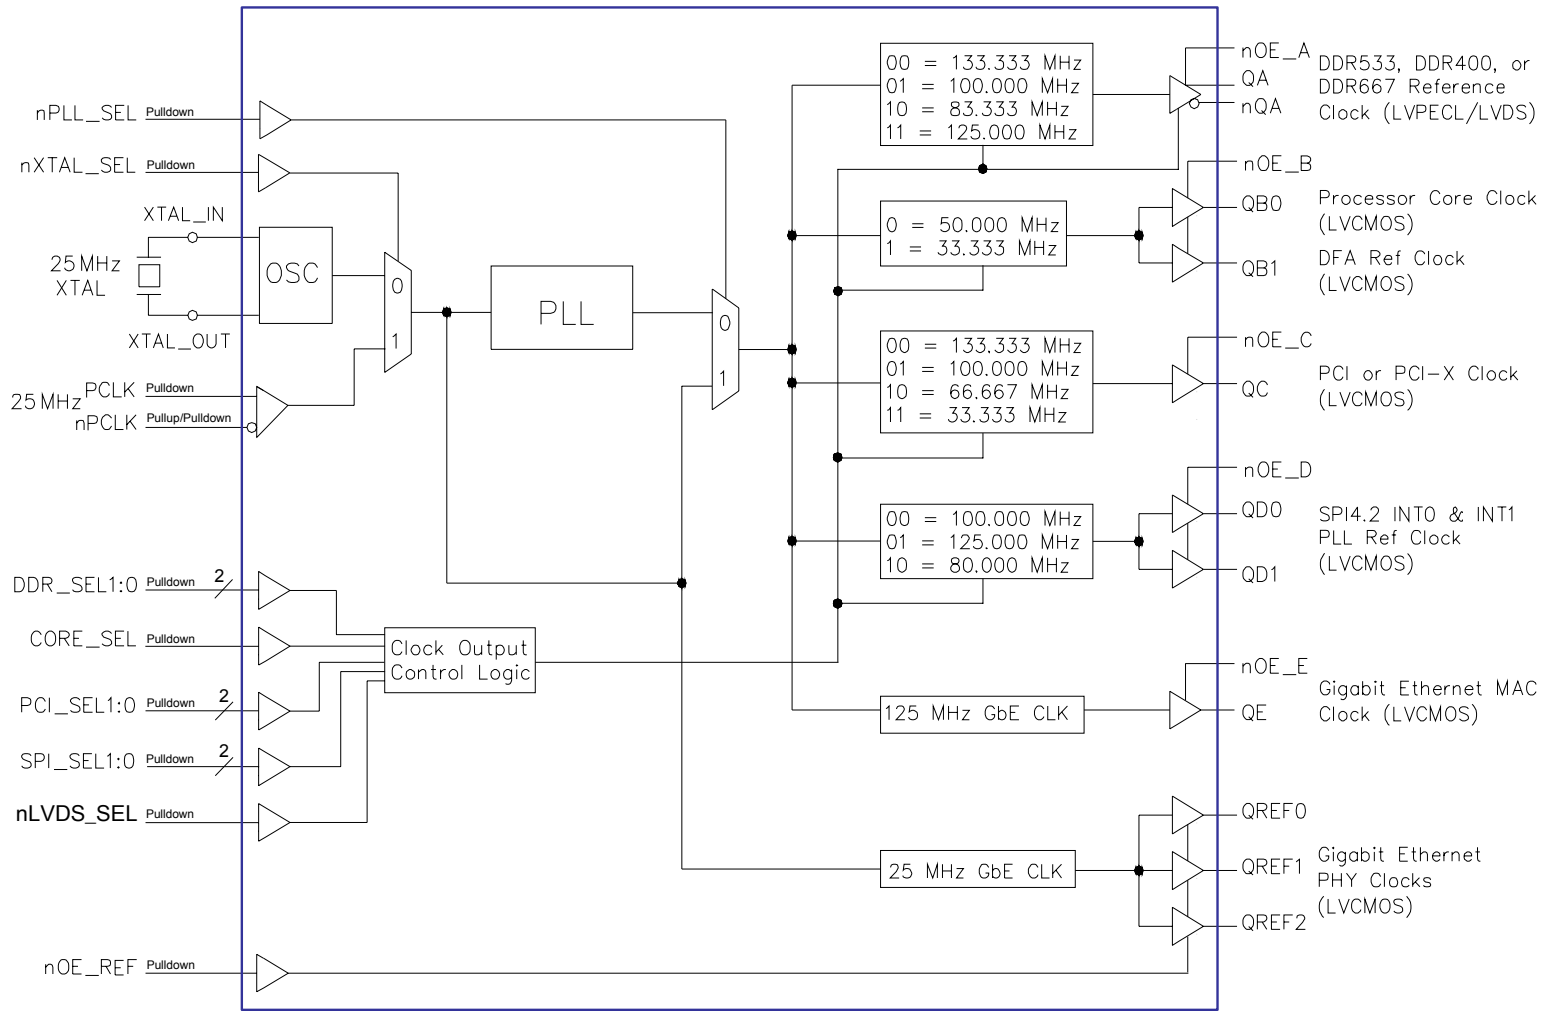 nPLL_SEL Pulldown
nXTAL_SEL Pulldown
XTAL_IN
25 MHz
XTAL
XTAL_OUT
OSC
0
1
PCLK Pulldown
25 MHz
nPCLK Pullup/Pulldown
PLL
0
1
DDR_SEL1:0 Pulldown 2
CORE_SEL Pulldown
PCI_SEL1:0 Pulldown 2
SPI_SEL1:0 Pulldown 2
nLVDS_SEL Pulldown
Clock Output
Control Logic
nOE_REF Pulldown
00 = 133.333 MHz
01 = 100.000 MHz
10 = 83.333 MHz
11 = 125.000 MHz
nOE_A
QA
nQA
DDR533, DDR400, or
DDR667 Reference
Clock (LVPECL/LVDS)
0 = 50.000 MHz
1 = 33.333 MHz
nOE_B
QB0
QB1
Processor Core Clock
(LVCMOS)
DFA Ref Clock
(LVCMOS)
00 = 133.333 MHz
01 = 100.000 MHz
10 = 66.667 MHz
11 = 33.333 MHz
nOE_C
QC
PCI or PCI-X Clock
(LVCMOS)
00 = 100.000 MHz
01 = 125.000 MHz
10 = 80.000 MHz
nOE_D
QD0
QD1
SPI4.2 INT0 & INT1
PLL Ref Clock
(LVCMOS)
125 MHz GbE CLK
nOE_E
QE
Gigabit Ethernet MAC
Clock (LVCMOS)
25 MHz GbE CLK
QREF0
QREF1
QREF2
Gigabit Ethernet
PHY Clocks
(LVCMOS)